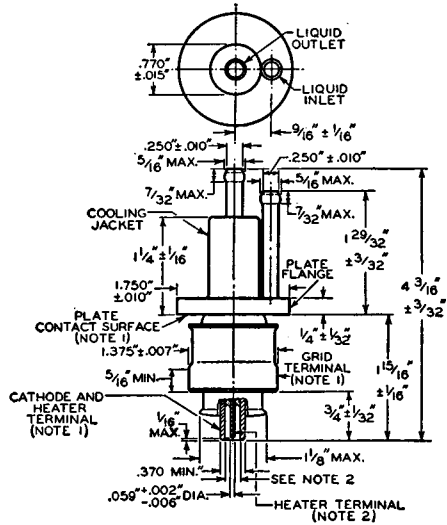 LIQUID
OUTLET
.770"
±.015"
LIQUID
INLET
9/16" ± 1/16"
.250"±.010"
5/16" MAX.
.250" ±.010"
5/16" MAX.
7/32" MAX.
7/32" MAX.
COOLING
JACKET
1 29/32"
±3/32"
1 1/4" ± 1/16"
PLATE
FLANGE
4 3/16"
± 3/32"
1.750"
±.010"
PLATE
CONTACT SURFACE
(NOTE 1)
1/4" ± 1/32"
1.375"±.007"
GRID
TERMINAL
(NOTE 1)
1 15/16"
± 1/16"
5/16" MIN.
CATHODE AND
HEATER
TERMINAL
(NOTE 1)
3/4" ± 1/32"
1/16"
MAX.
1 1/8" MAX.
.370 MIN."
SEE NOTE 2
.059"+.002"
-.006" DIA.
HEATER TERMINAL
(NOTE 2)